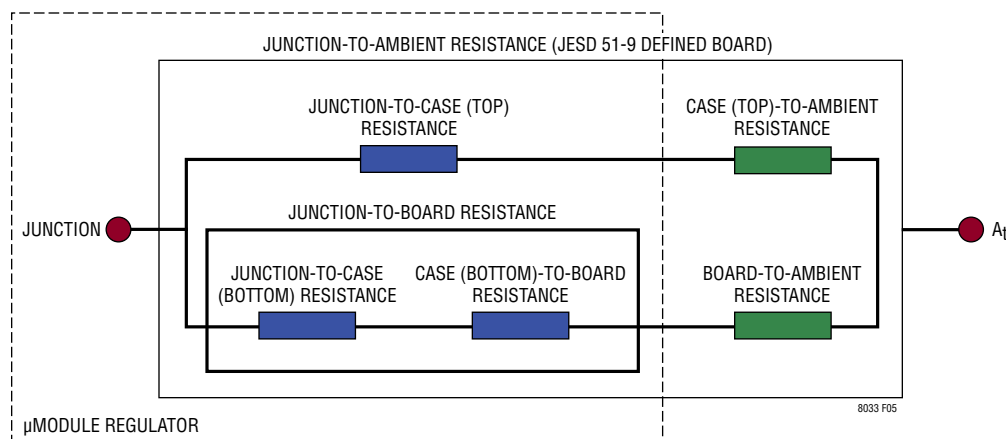 JUNCTION-TO-AMBIENT RESISTANCE (JESD 51-9 DEFINED BOARD)
JUNCTION-TO-CASE (TOP)
RESISTANCE
CASE (TOP)-TO-AMBIENT
RESISTANCE
JUNCTION-TO-BOARD RESISTANCE
JUNCTION
At
JUNCTION-TO-CASE
(BOTTOM) RESISTANCE
CASE (BOTTOM)-TO-BOARD
RESISTANCE
BOARD-TO-AMBIENT
RESISTANCE
8033 F05
µMODULE REGULATOR